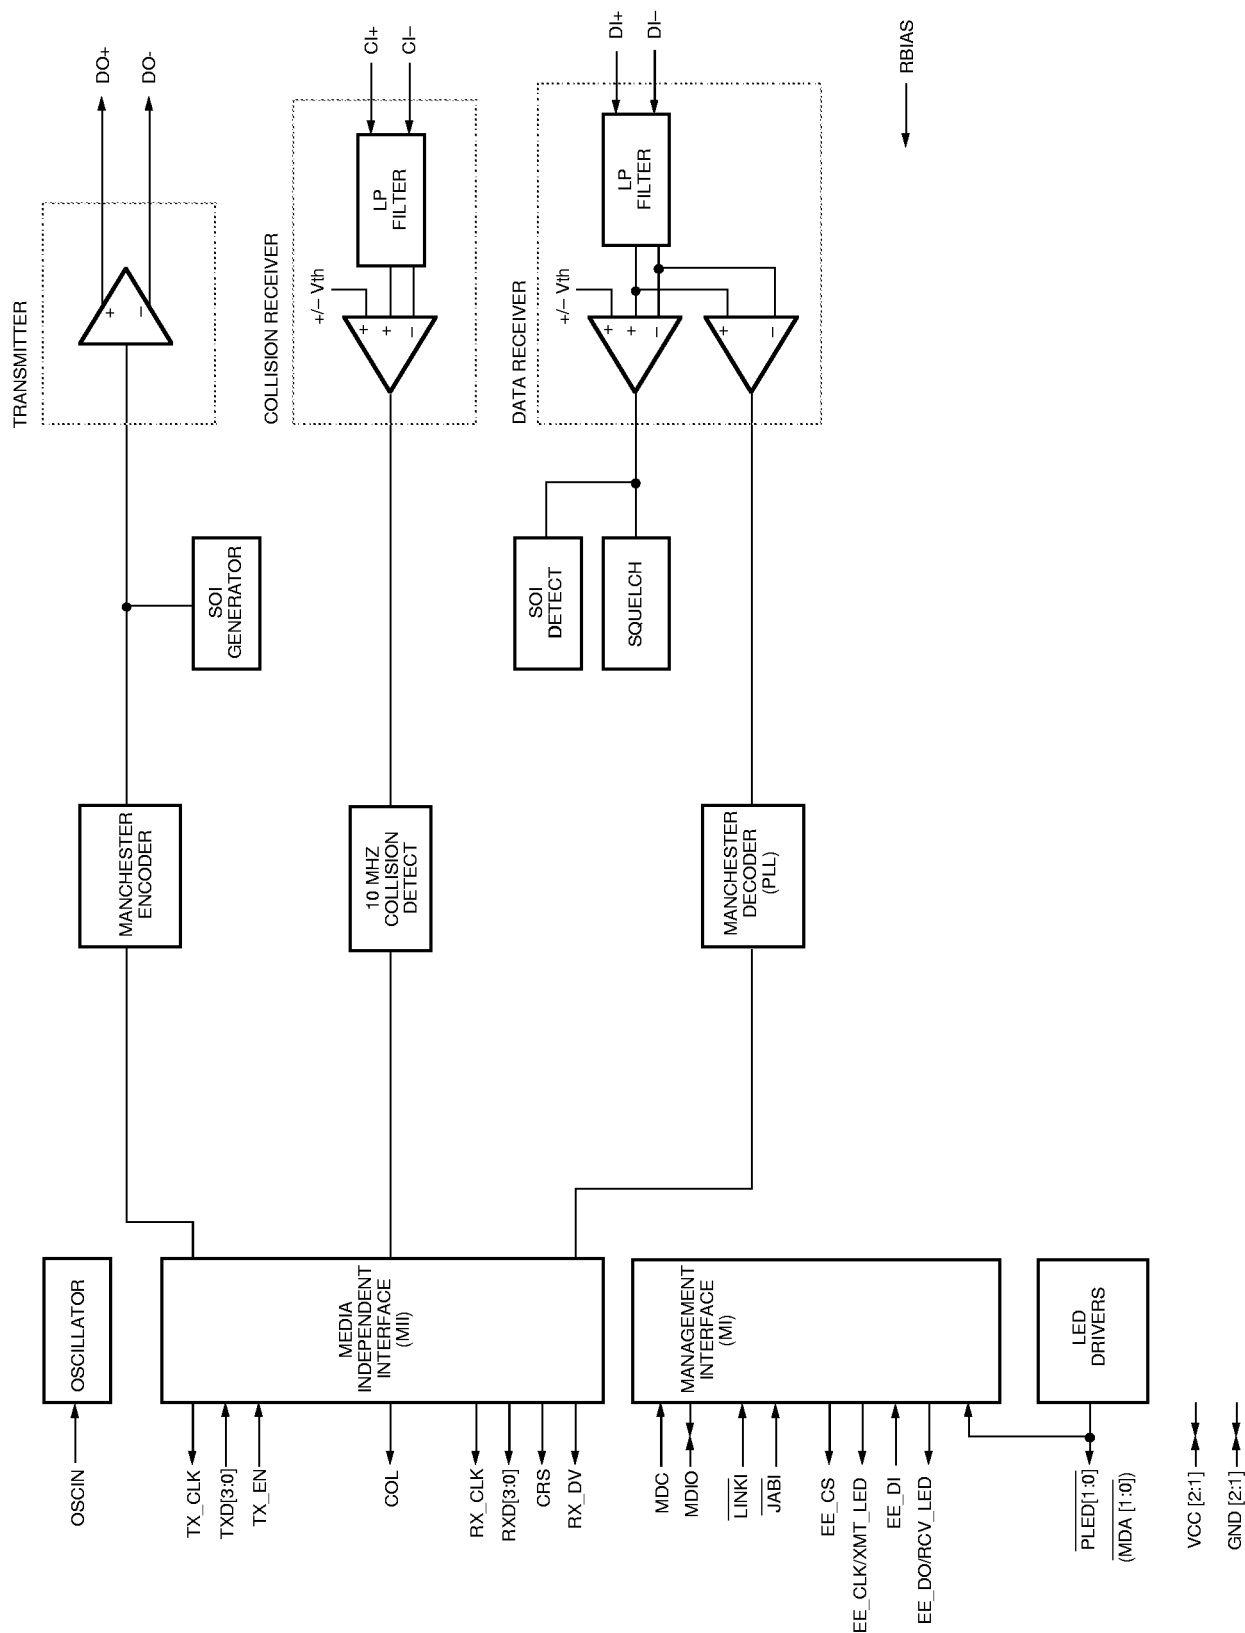 OSCIN
OSCILLATOR
TX_CLK
TXD[3:0]
TX_EN
COL
RX_CLK
RXD[3:0]
CRS
RX_DV
MEDIA
INDEPENDENT
INTERFACE
(MII)
MANCHESTER
ENCODER
SOI
GENERATOR
TRANSMITTER
+
–
DO+
DO-
10 MHZ
COLLISION
DETECT
COLLISION RECEIVER
+/– Vth
+
+
–
LP
FILTER
CI+
CI–
MANCHESTER
DECODER
(PLL)
SOI
DETECT
SQUELCH
DATA RECEIVER
+/– Vth
+
+
–
+
–
LP
FILTER
DI+
DI–
RBIAS
MDC
MDIO
LINKI
JABI
EE_CS
EE_CLK/XMT_LED
EE_DI
EE_DO/RCV_LED
MANAGEMENT
INTERFACE
(MI)
LED
DRIVERS
PLED[1:0]
(MDA [1:0])
VCC [2:1]
GND [2:1]